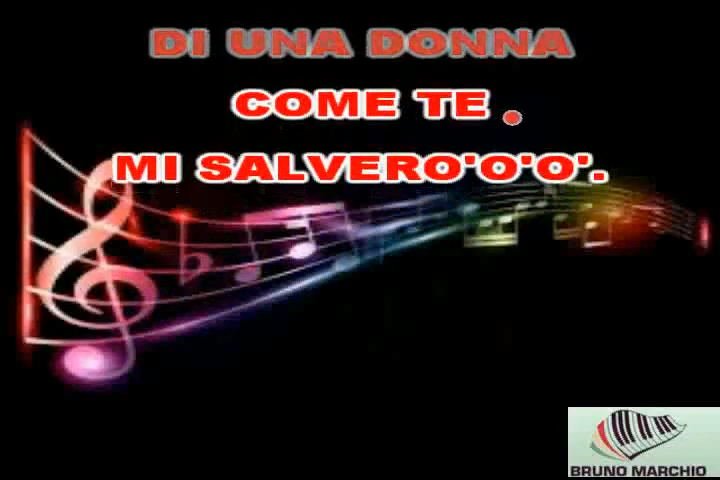 DI UNA DONNA
COME TE
MI SALVERO'O'O'.
BRUNO MARCHIO